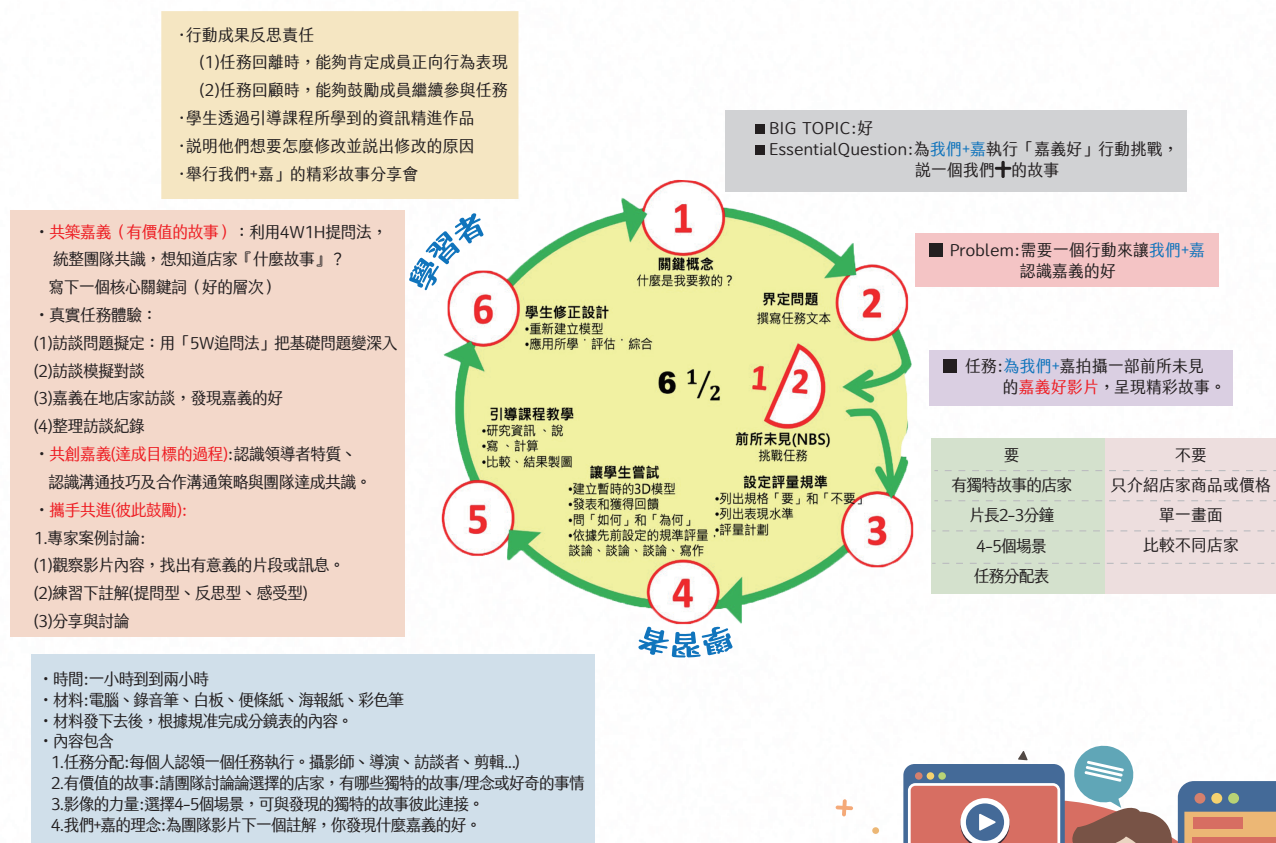 ·行動成果反思責任
(1)任務回離時，能夠肯定成員正向行為表現
(2)任務回顧時，能夠鼓勵成員繼續參與任務
·學生透過引導課程所學到的資訊精進作品
·說明他們想要怎麼修改並說出修改的原因
·舉行我們+嘉」的精彩故事分享會
■BIG TOPIC:好
■EssentialQuestion:為我們+嘉執行「嘉義好」行動挑戰，
說一個我們+的故事
■ Problem:需要一個行動來讓我們+嘉
認識嘉義的好
■ 任務:為我們+嘉拍攝一部前所未見
的嘉義好影片，呈現精彩故事。
要 不要
有獨特故事的店家 只介紹店家商品或價格
片長2-3分鐘 單一畫面
4-5個場景 比較不同店家
任務分配表
學習者
1
關鍵概念
什麼是我要教的？
2
界定問題
撰寫任務文本
6 1/2
1/2
前所未見(NBS)
挑戰任務
3
設定評量規準
•列出規格「要」和「不要」
•列出表現水準
•評量計劃
4
讓學生嘗試
•建立暫時的3D模型
•發表和獲得回饋
•問「如何」和「為何」
•依據先前設定的規準評量，
談論、談論、談論、寫作
學習者
5
引導課程教學
•研究資訊 、說
•寫 、計算
•比較、結果製圖
6
學生修正設計
•重新建立模型
•應用所學˙評估˙綜合
・共築嘉義（有價值的故事）：利用4W1H提問法，
統整團隊共識，想知道店家『什麼故事』？
寫下一個核心關鍵詞（好的層次）
・真實任務體驗：
(1)訪談問題擬定：用「5W追問法」把基礎問題變深入
(2)訪談模擬對談
(3)嘉義在地店家訪談，發現嘉義的好
(4)整理訪談紀錄
・共創嘉義(達成目標的過程):認識領導者特質、
認識溝通技巧及合作溝通策略與團隊達成共識。
・攜手共進(彼此鼓勵):
1.專家案例討論:
(1)觀察影片內容，找出有意義的片段或訊息。
(2)練習下註解(提問型、反思型、感受型)
(3)分享與討論
・時間:一小時到到兩小時
・材料:電腦、錄音筆、白板、便條紙、海報紙、彩色筆
・材料發下去後，根據規准完成分鏡表的內容。
・內容包含
1.任務分配:每個人認領一個任務執行。攝影師、導演、訪談者、剪輯...)
2.有價值的故事:請團隊討論論選擇的店家，有哪些獨特的故事/理念或好奇的事情
3.影像的力量:選擇4-5個場景，可與發現的獨特的故事彼此連接。
4.我們+嘉的理念:為團隊影片下一個註解，你發現什麼嘉義的好。